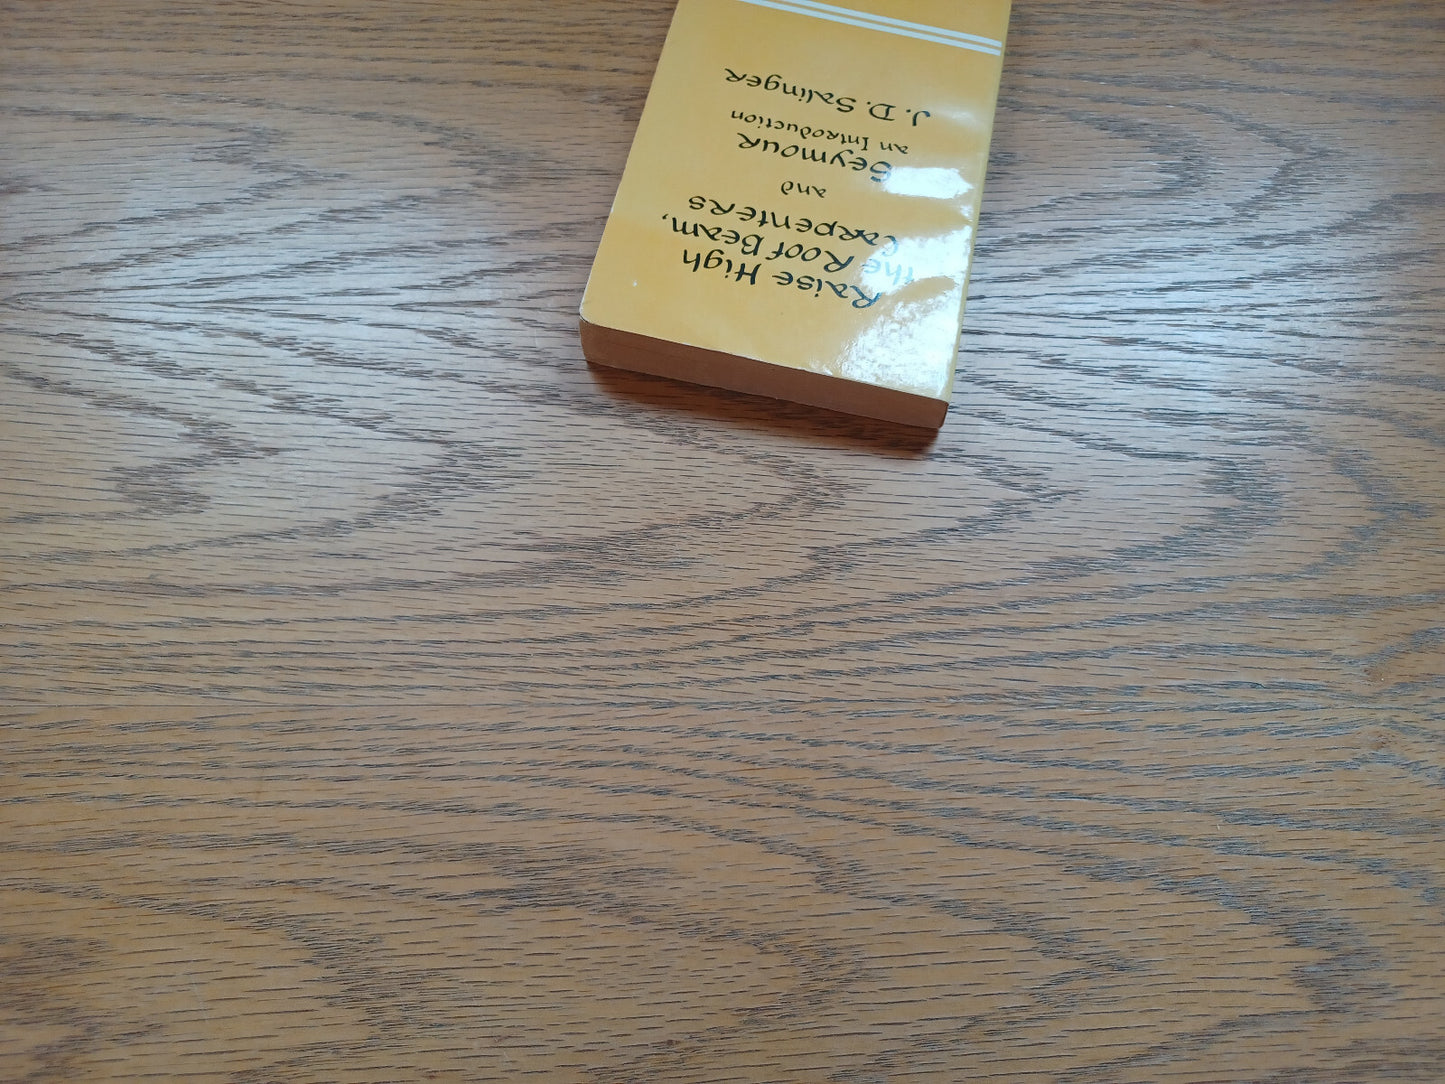 Raise High
the Roof Beam,
Carpenters
and
Seymour
an Introduction
J. D. Salinger